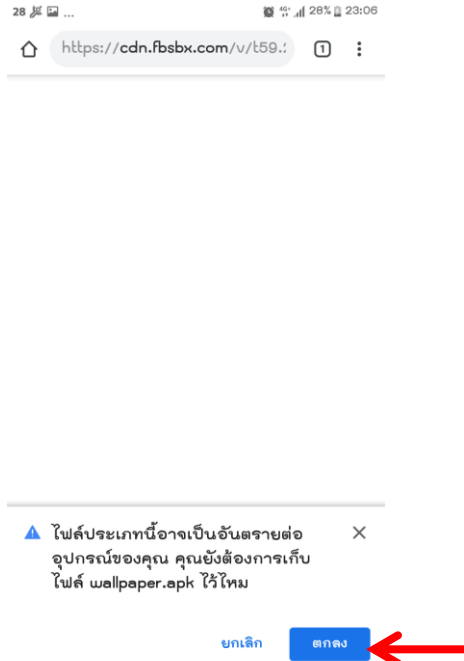 28 ... 4G+ 28% 23:06
https://cdn.fbsbx.com/v/t59.2
1
ไฟล์ประเภทนี้อาจเป็นอันตรายต่อ
อุปกรณ์ของคุณ คุณยังต้องการเก็บ
ไฟล์ wallpaper.apk ไว้ไหม
ยกเลิก ตกลง